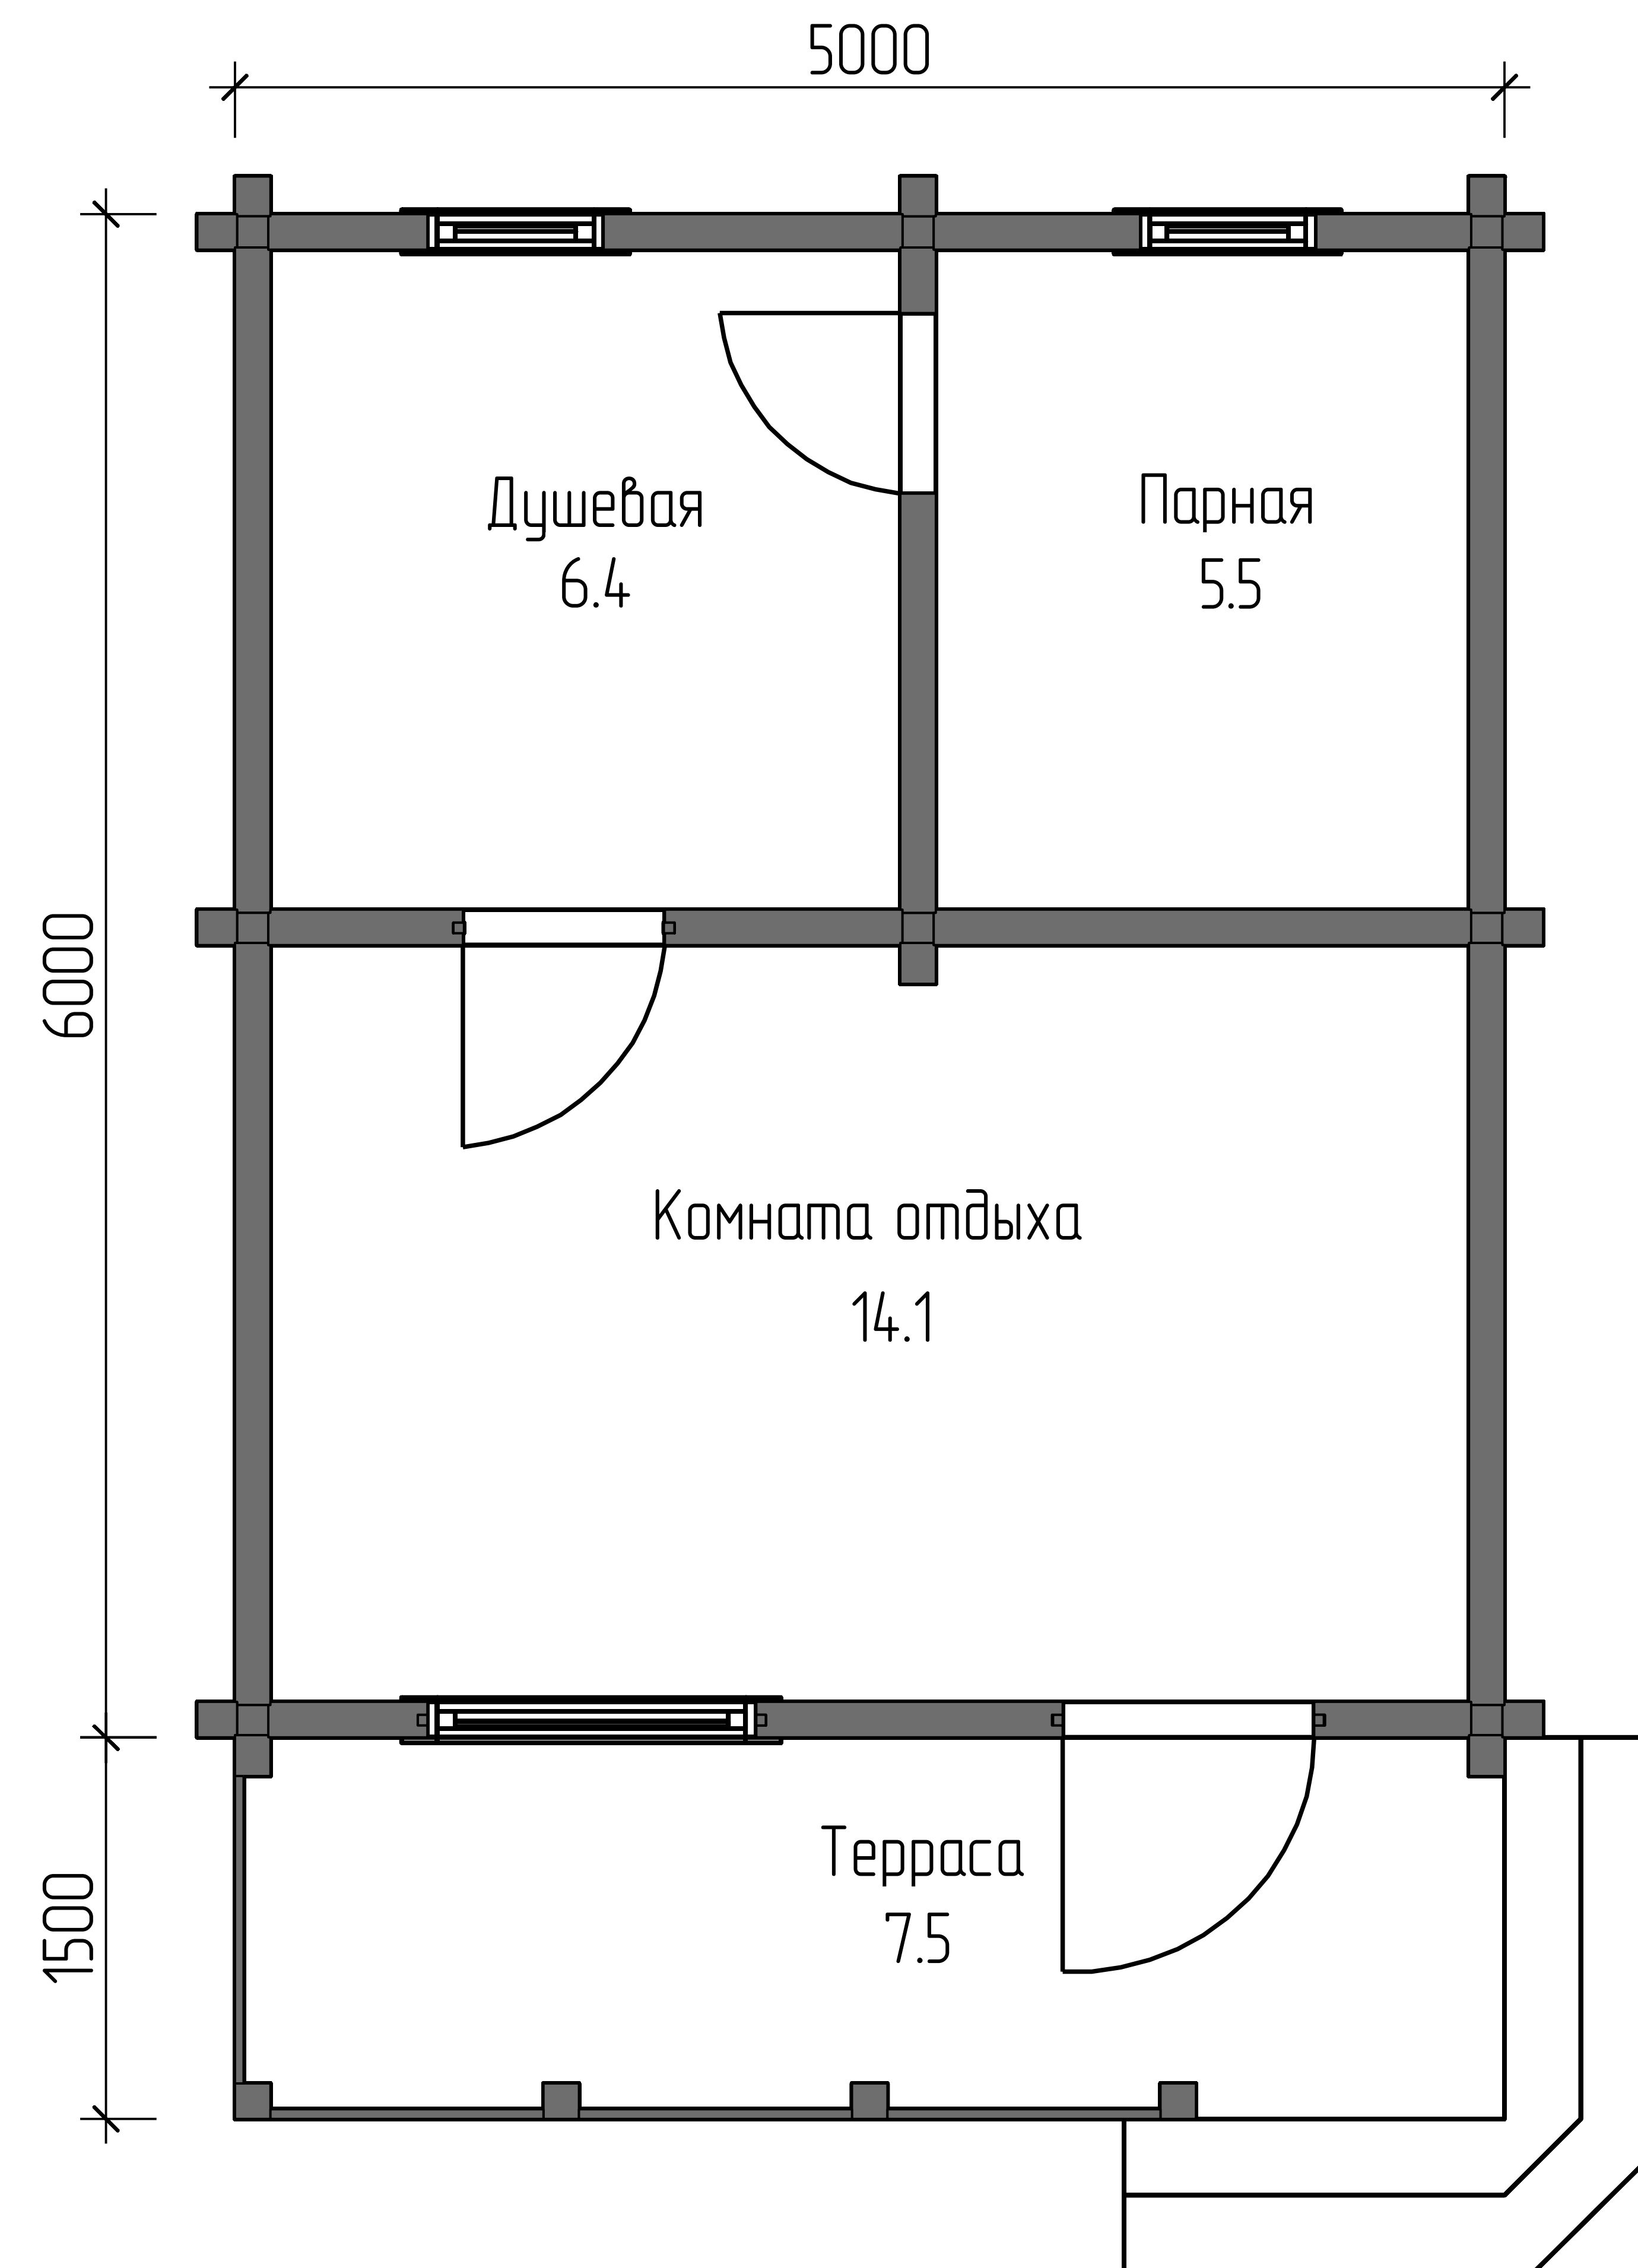 5000
Душевая
6.4
Парная
5.5
6000
Комната отдыха
14.1
Терраса
7.5
1500